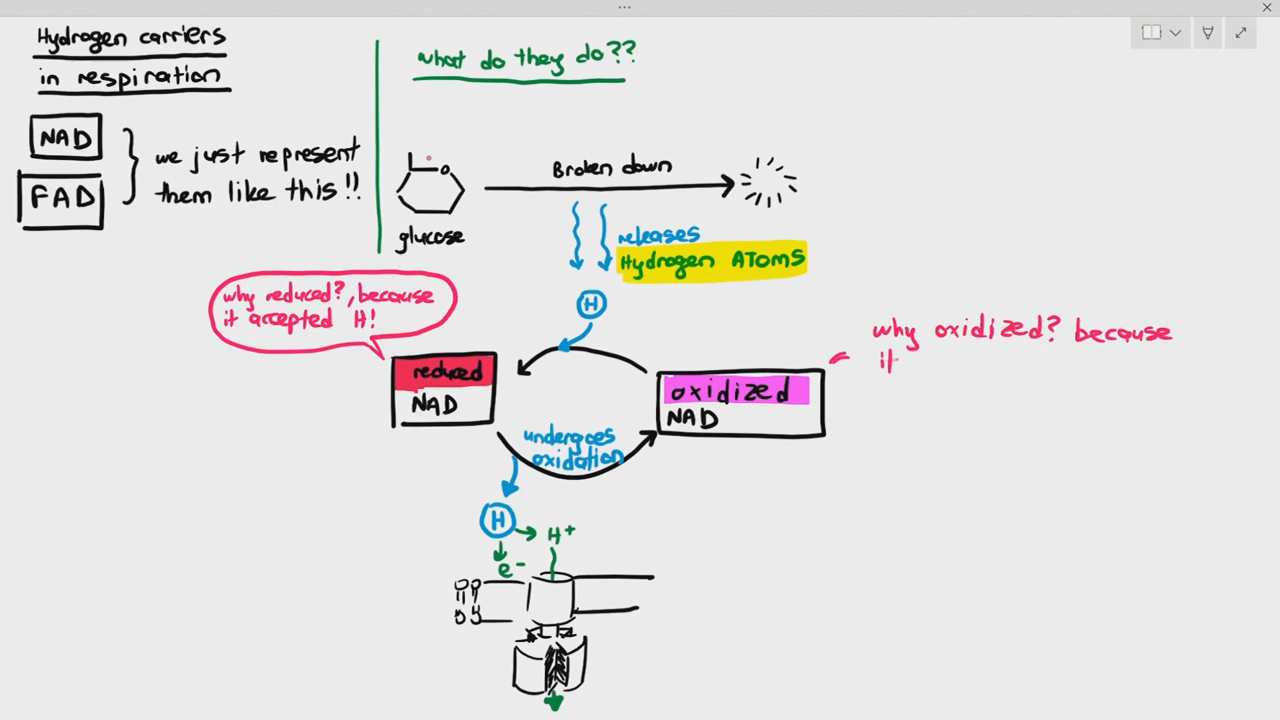 Hydrogen carriers
in respiration
NAD
FAD
we just represent
them like this!!
what do they do??
O
glucose
Broken down
releases
Hydrogen ATOMS
H
why reduced?, because
it accepted H!
reduced
NAD
oxidized
NAD
why oxidized? because
it
undergoes
oxidation
H
H+
e-